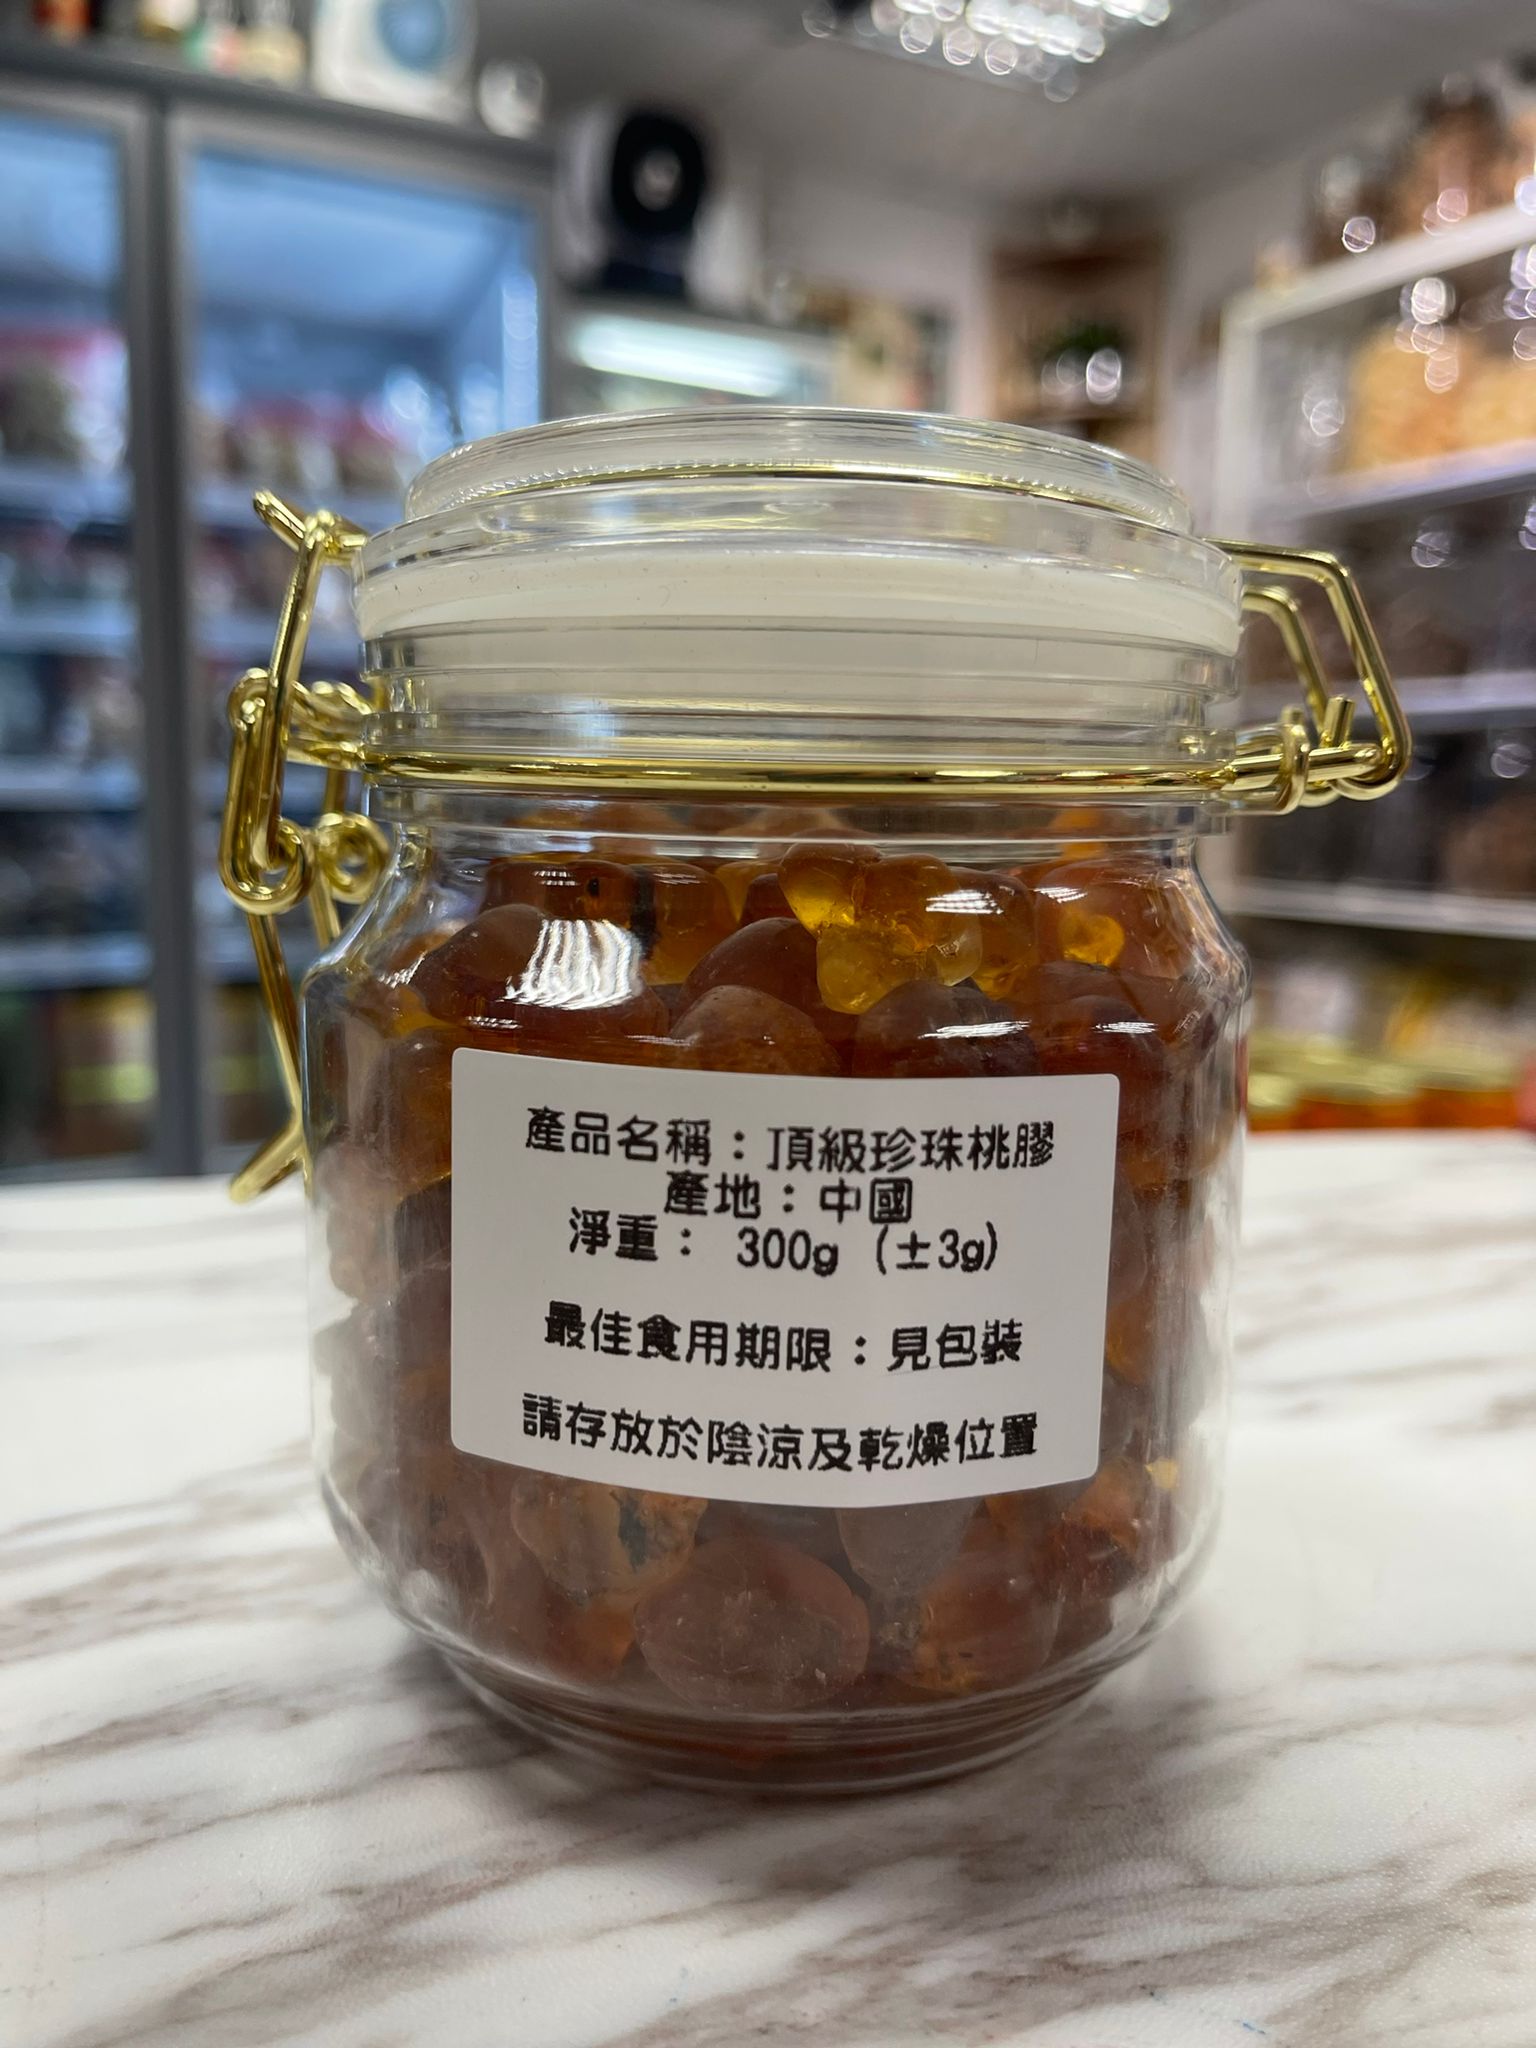 產品名稱：頂級珍珠桃膠
產地：中國
淨重： 300g (±3g)
最佳食用期限：見包裝
請存放於陰涼及乾燥位置